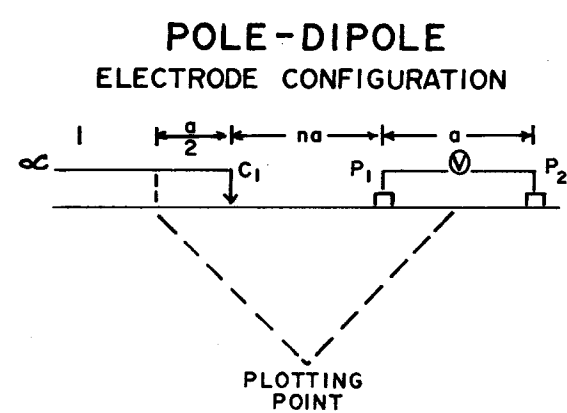 POLE-DIPOLE
ELECTRODE CONFIGURATION
a
2
na
a
C1
P1
V
P2
PLOTTING
POINT